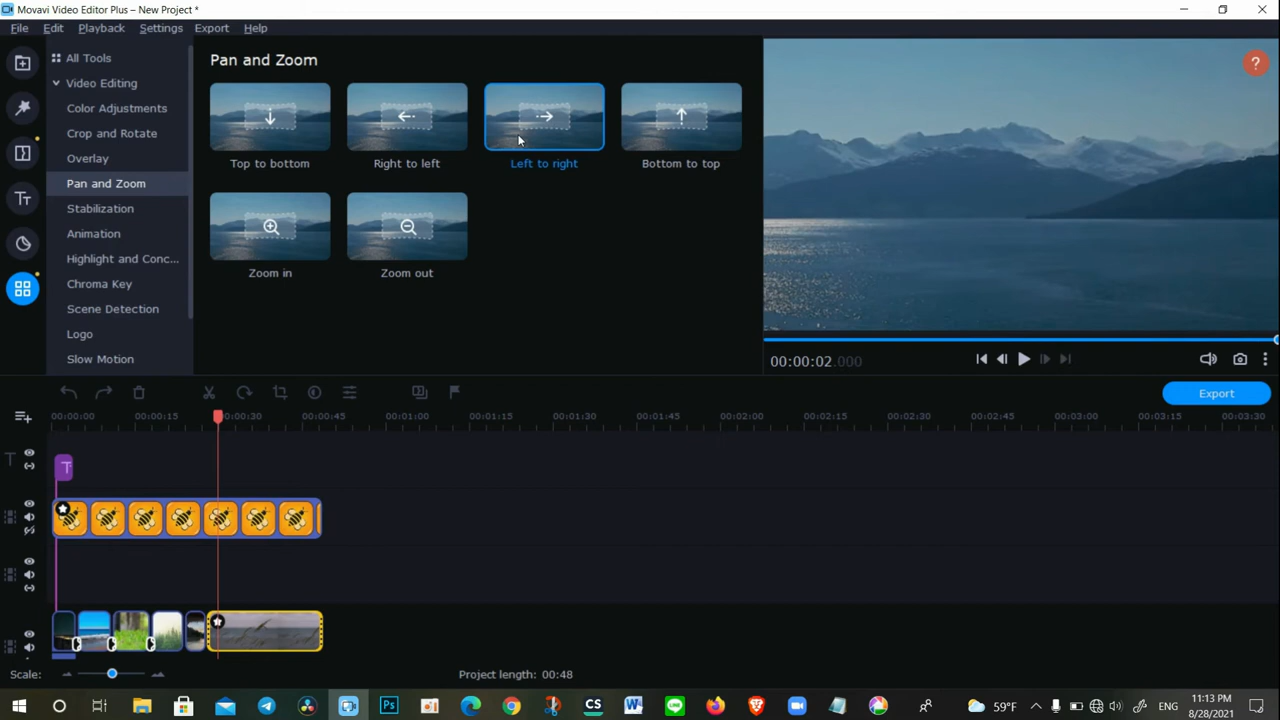 Movavi Video Editor Plus – New Project *
File Edit Playback Settings Export Help
All Tools
Video Editing
Color Adjustments
Crop and Rotate
Overlay
Pan and Zoom
Stabilization
Animation
Highlight and Conc...
Chroma Key
Scene Detection
Logo
Slow Motion
Pan and Zoom
Top to bottom Right to left Left to right Bottom to top
Zoom in Zoom out
?
00:00:02.000
Export
00:00:00 00:00:15 00:00:30 00:00:45 00:01:00 00:01:15 00:01:30 00:01:45 00:02:00 00:02:15 00:02:30 00:02:45 00:03:00 00:03:15 00:03:30
T
Scale: Project length: 00:48
Ps CS W 59°F ENG
11:13 PM
8/28/2021